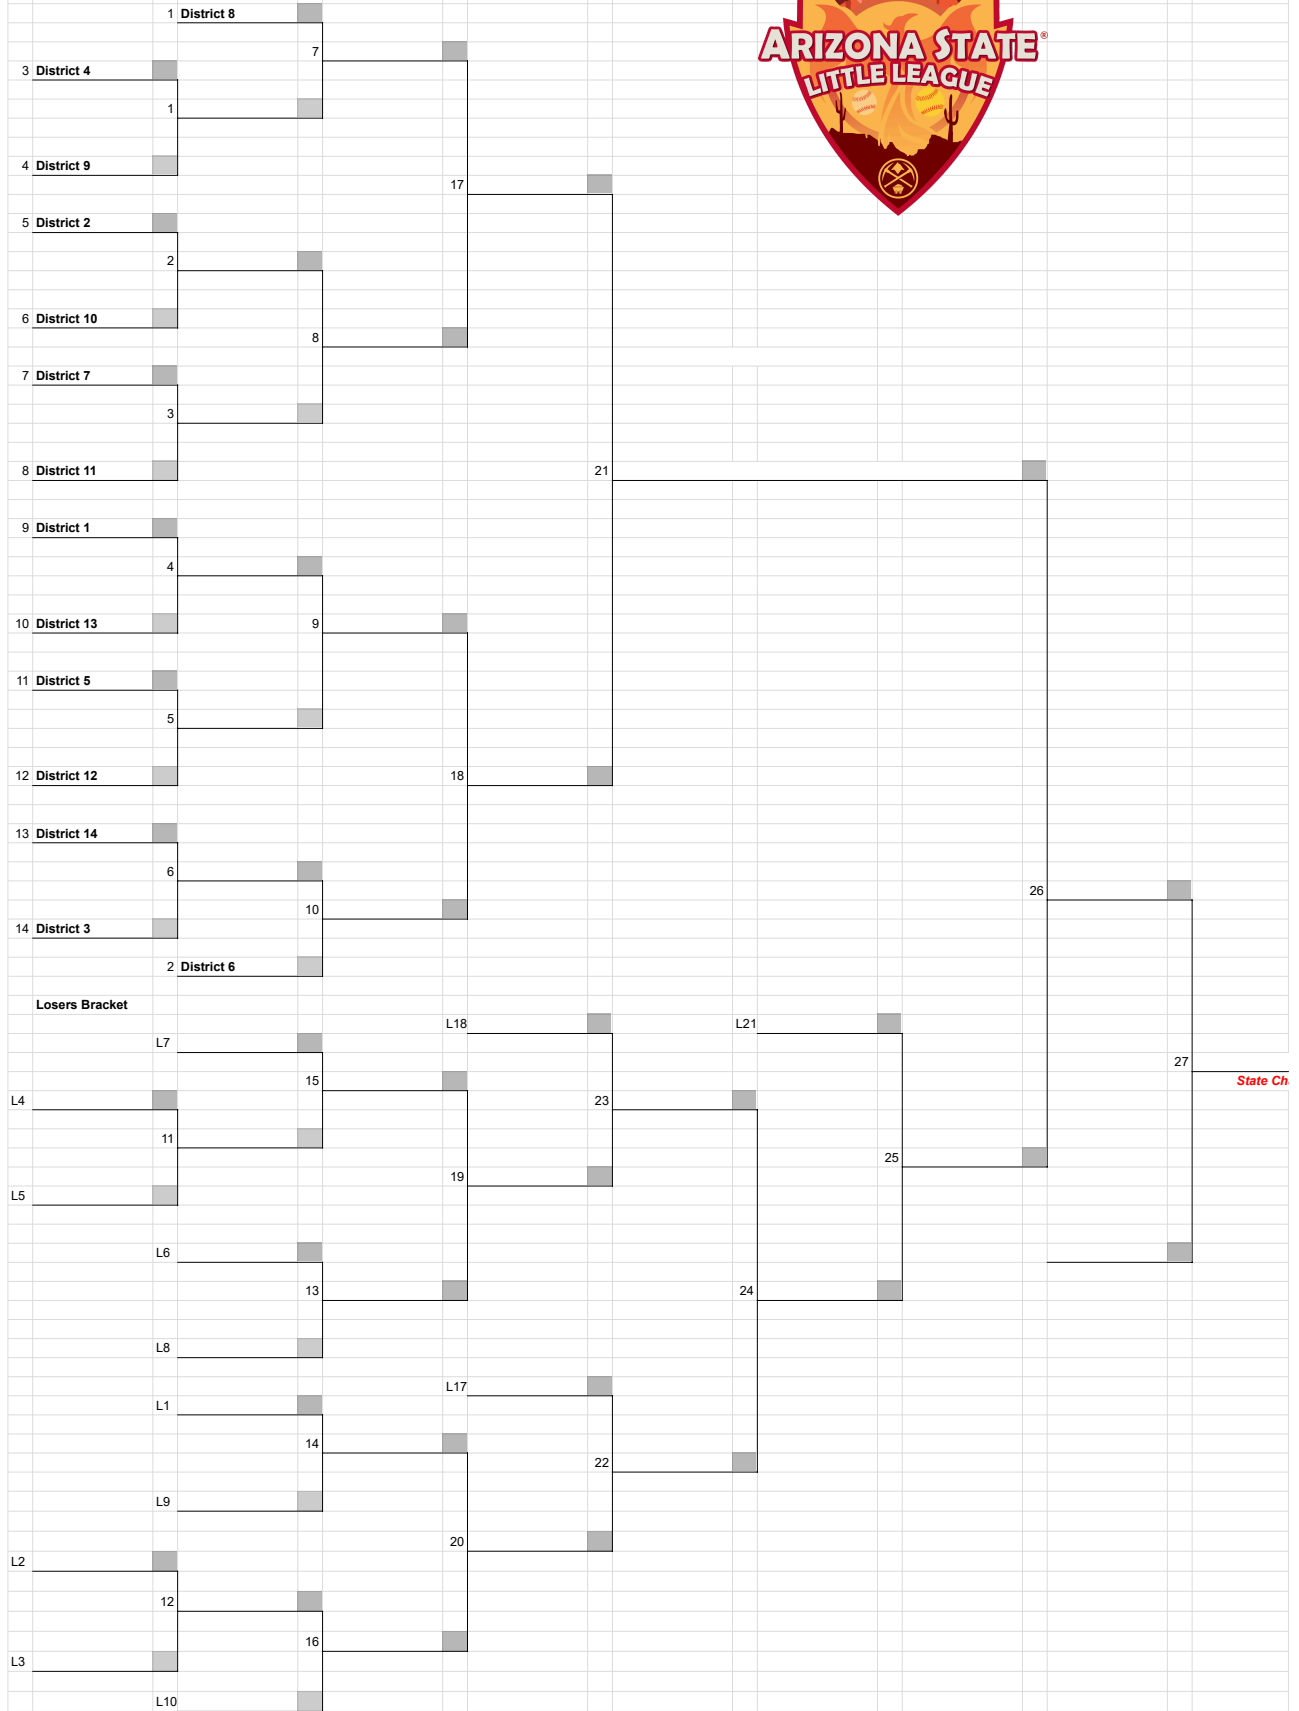 ARIZONA STATE®
LITTLE LEAGUE
1 District 8
7
3 District 4
1
4 District 9
17
5 District 2
2
6 District 10
8
7 District 7
3
8 District 11
21
9 District 1
4
10 District 13
9
11 District 5
5
12 District 12
18
13 District 14
6
26
10
14 District 3
2 District 6
Losers Bracket
L18
L21
L7
27
15
State Ch
L4
23
11
25
19
L5
L6
13
24
L8
L17
L1
14
22
L9
20
L2
12
16
L3
L10